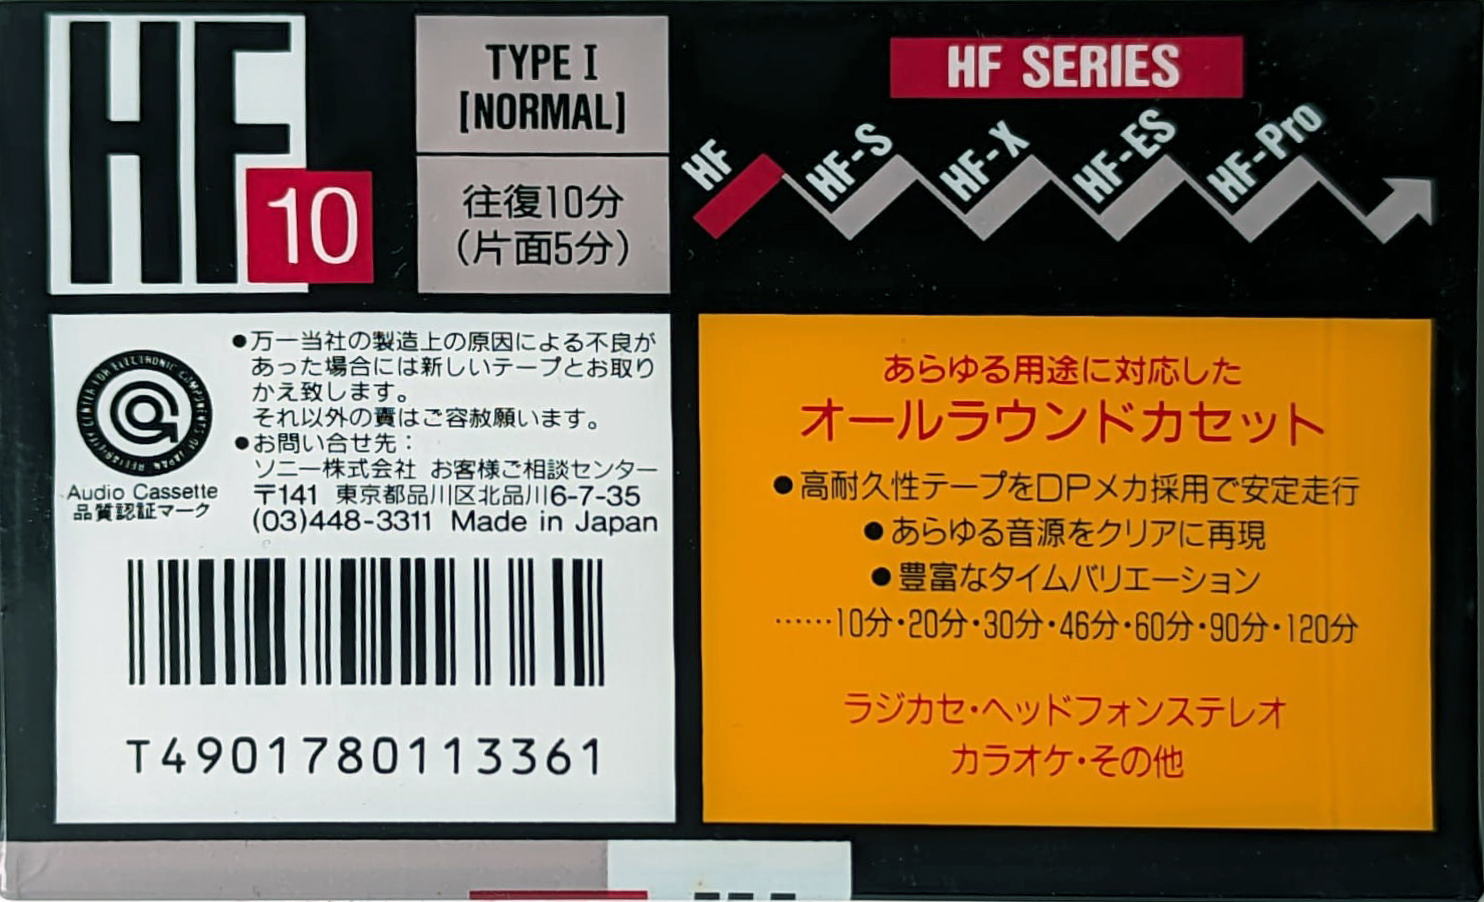 HF
10
TYPE I
[NORMAL]
往復10分
(片面5分)
HF SERIES
HF
HF-S
HF-X
HF-ES
HF-Pro
●万一当社の製造上の原因による不良が
あった場合には新しいテープとお取り
かえ致します。
それ以外の責はご容赦願います。
●お問い合せ先：
ソニー株式会社 お客様ご相談センター
〒141 東京都品川区北品川6-7-35
(03)448-3311 Made in Japan
RELIABILITY CENTER FOR ELECTRONIC COMPONENTS OF JAPAN
Audio Cassette
品質認証マーク
T4901780113361
あらゆる用途に対応した
オールラウンドカセット
●高耐久性テープをDPメカ採用で安定走行
●あらゆる音源をクリアに再現
●豊富なタイムバリエーション
……10分・20分・30分・46分・60分・90分・120分
ラジカセ・ヘッドフォンステレオ
カラオケ・その他